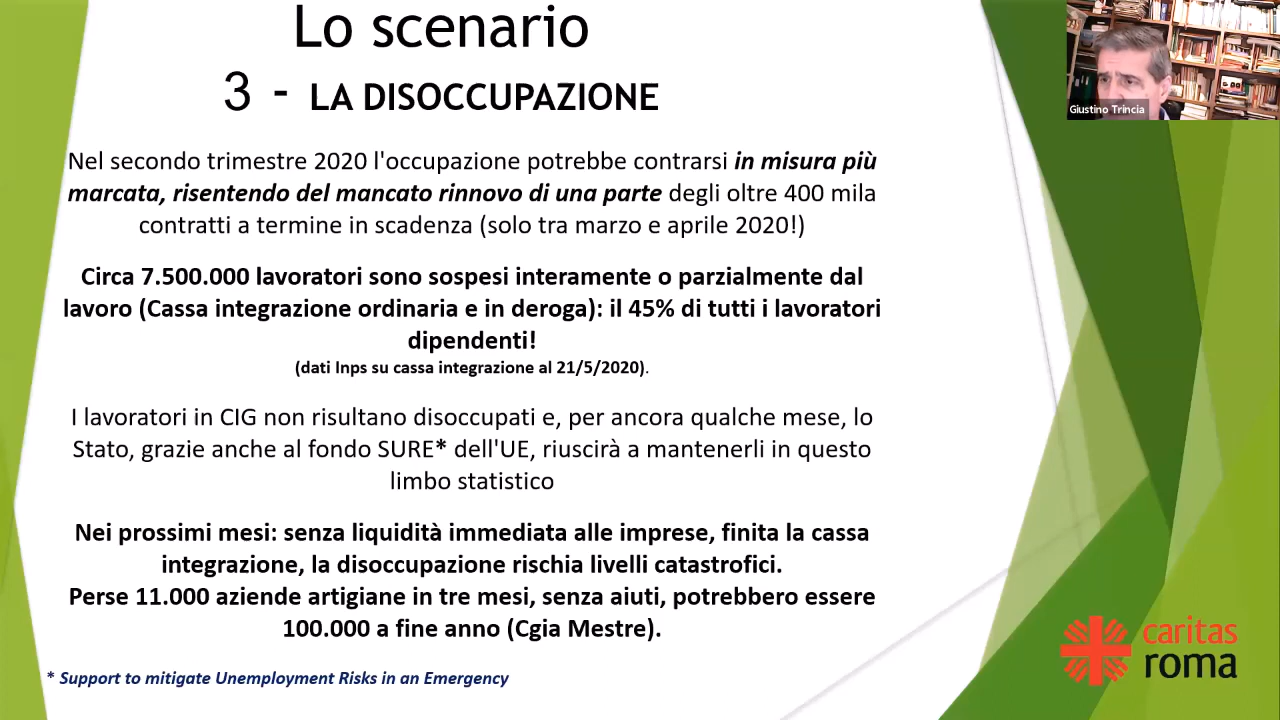 Lo scenario
3 - LA DISOCCUPAZIONE
Giustino Trincia
Nel secondo trimestre 2020 l'occupazione potrebbe contrarsi in misura più
marcata, risentendo del mancato rinnovo di una parte degli oltre 400 mila
contratti a termine in scadenza (solo tra marzo e aprile 2020!)
Circa 7.500.000 lavoratori sono sospesi interamente o parzialmente dal
lavoro (Cassa integrazione ordinaria e in deroga): il 45% di tutti i lavoratori
dipendenti!
(dati Inps su cassa integrazione al 21/5/2020).
I lavoratori in CIG non risultano disoccupati e, per ancora qualche mese, lo
Stato, grazie anche al fondo SURE* dell'UE, riuscirà a mantenerli in questo
limbo statistico
Nei prossimi mesi: senza liquidità immediata alle imprese, finita la cassa
integrazione, la disoccupazione rischia livelli catastrofici.
Perse 11.000 aziende artigiane in tre mesi, senza aiuti, potrebbero essere
100.000 a fine anno (Cgia Mestre).
* Support to mitigate Unemployment Risks in an Emergency
caritas
roma